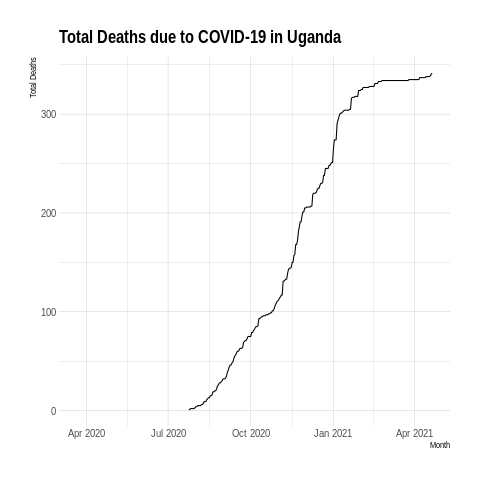 Total Deaths due to COVID-19 in Uganda
Total Deaths
300
200
100
0
Apr 2020 Jul 2020 Oct 2020 Jan 2021 Apr 2021
Month